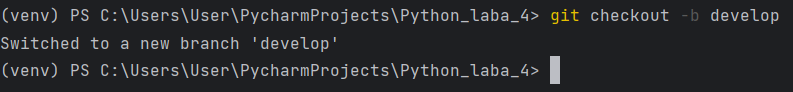 (venv) PS C:\Users\User\PycharmProjects\Python_laba_4> git checkout -b develop
Switched to a new branch 'develop'
(venv) PS C:\Users\User\PycharmProjects\Python_laba_4>